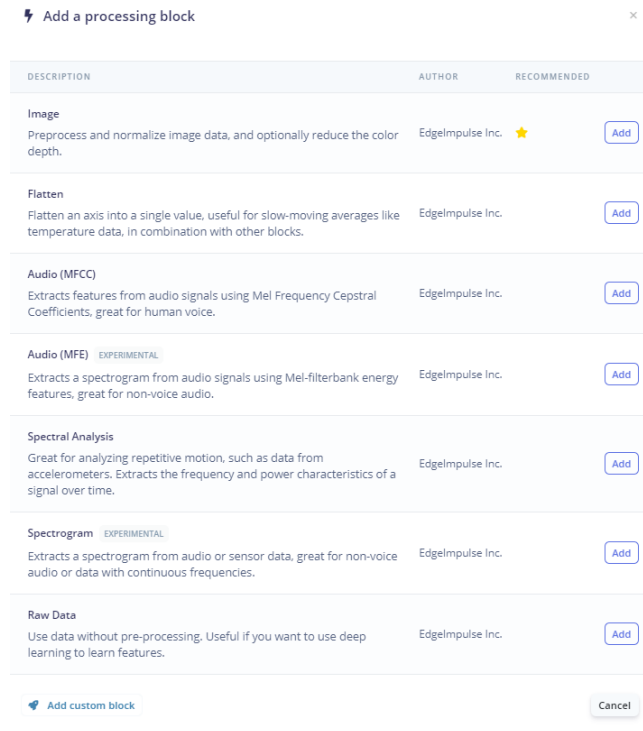 Add a processing block
×
DESCRIPTION AUTHOR RECOMMENDED
Image
Preprocess and normalize image data, and optionally reduce the color
depth.
EdgeImpulse Inc.
Add
Flatten
Flatten an axis into a single value, useful for slow-moving averages like
temperature data, in combination with other blocks.
EdgeImpulse Inc.
Add
Audio (MFCC)
Extracts features from audio signals using Mel Frequency Cepstral
Coefficients, great for human voice.
EdgeImpulse Inc.
Add
Audio (MFE) EXPERIMENTAL
Extracts a spectrogram from audio signals using Mel-filterbank energy
features, great for non-voice audio.
EdgeImpulse Inc.
Add
Spectral Analysis
Great for analyzing repetitive motion, such as data from
accelerometers. Extracts the frequency and power characteristics of a
signal over time.
EdgeImpulse Inc.
Add
Spectrogram EXPERIMENTAL
Extracts a spectrogram from audio or sensor data, great for non-voice
audio or data with continuous frequencies.
EdgeImpulse Inc.
Add
Raw Data
Use data without pre-processing. Useful if you want to use deep
learning to learn features.
EdgeImpulse Inc.
Add
Add custom block
Cancel